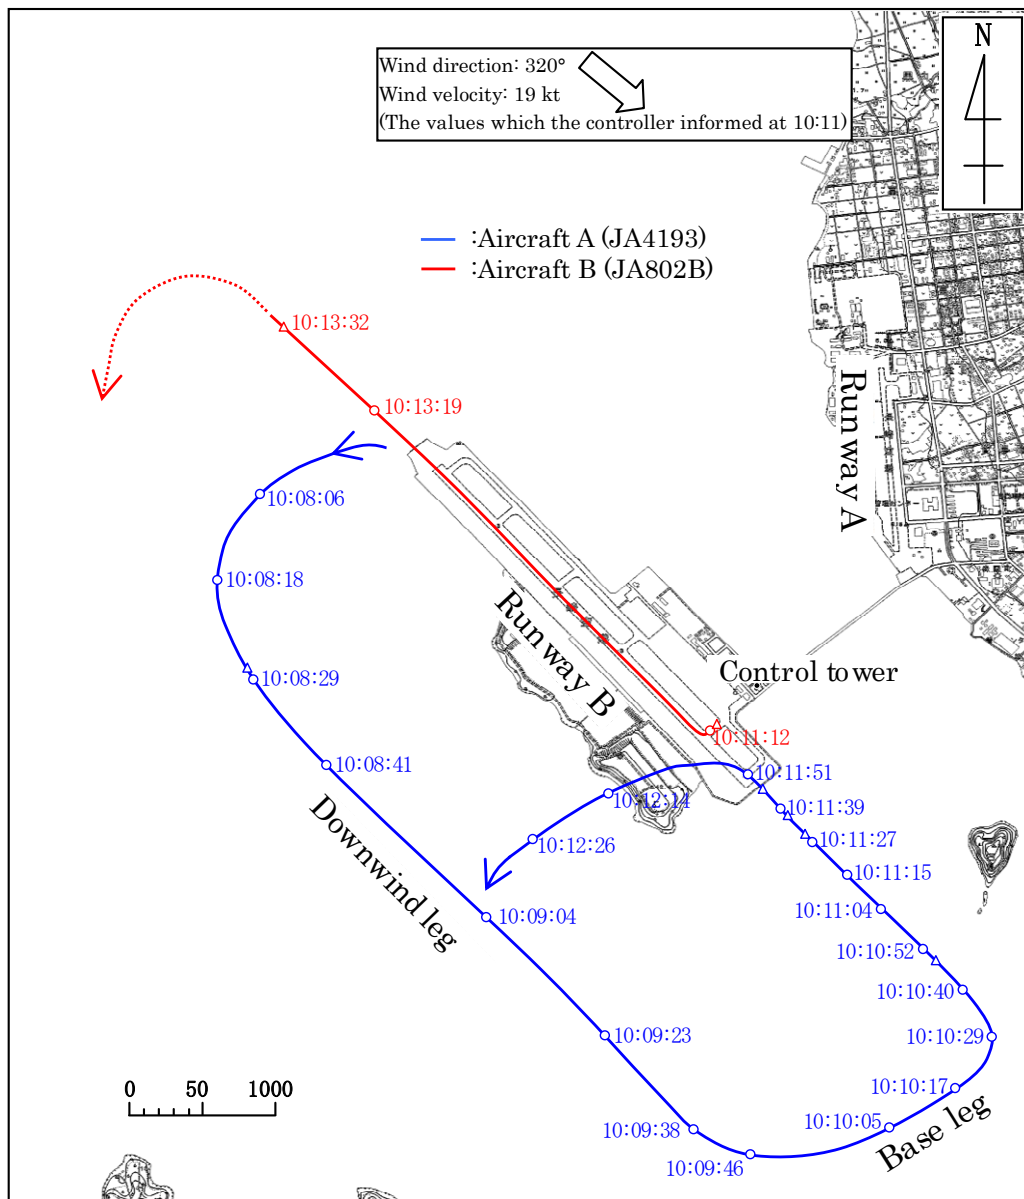 N
Wind direction: 320°
Wind velocity: 19 kt
(The values which the controller informed at 10:11)
:Aircraft A (JA4193)
:Aircraft B (JA802B)
10:13:32
10:13:19
Runway A
10:08:06
10:08:18
Runway B
Control tower
10:08:29
10:11:12
10:08:41
10:11:51
10:12:14
10:11:39
10:12:26
10:11:27
Downwind leg
10:11:15
10:09:04
10:11:04
10:10:52
10:10:40
10:09:23
10:10:29
0 50 1000
10:10:17
10:10:05
10:09:38
Base leg
10:09:46